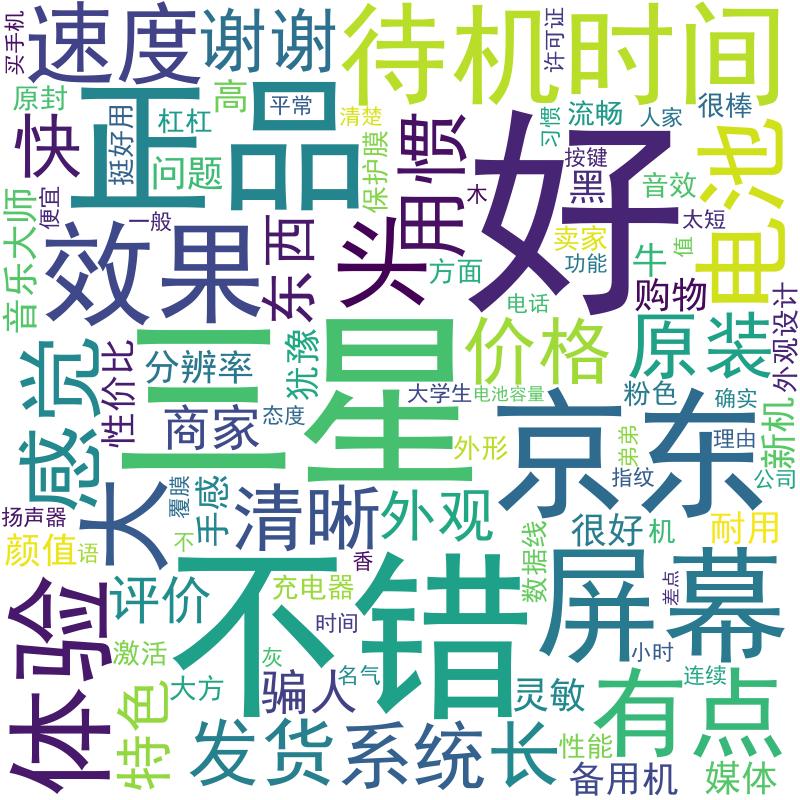 买手机
速度
谢谢
待机时间
许可证
原封
正品
挺好用
杠杠
高
平常
清楚
用惯
习惯
流畅
人家
很棒
快
问题
保护膜
好
按键
黑
音效
电池
音乐大师
便宜
一般
效果
东西
头
木
卖家
牛
值
太短
方面
功能
购物
电话
三星
价格
原装
外观设计
感觉
性价比
分辨率
犹豫
商家
态度
大学生
电池容量
粉色
确实
新机
京东
弟弟
理由
外形
指纹
公司
大
覆膜
手感
清晰
外观
扬声器
颜值
语
不
香
数据线
很好
机
耐用
体验
评价
不错
充电器
屏幕
差点
时间
激活
灰
小时
特色
大方
骗人
名气
灵敏
有点
连续
发货
系统
长
性能
备用机
媒体